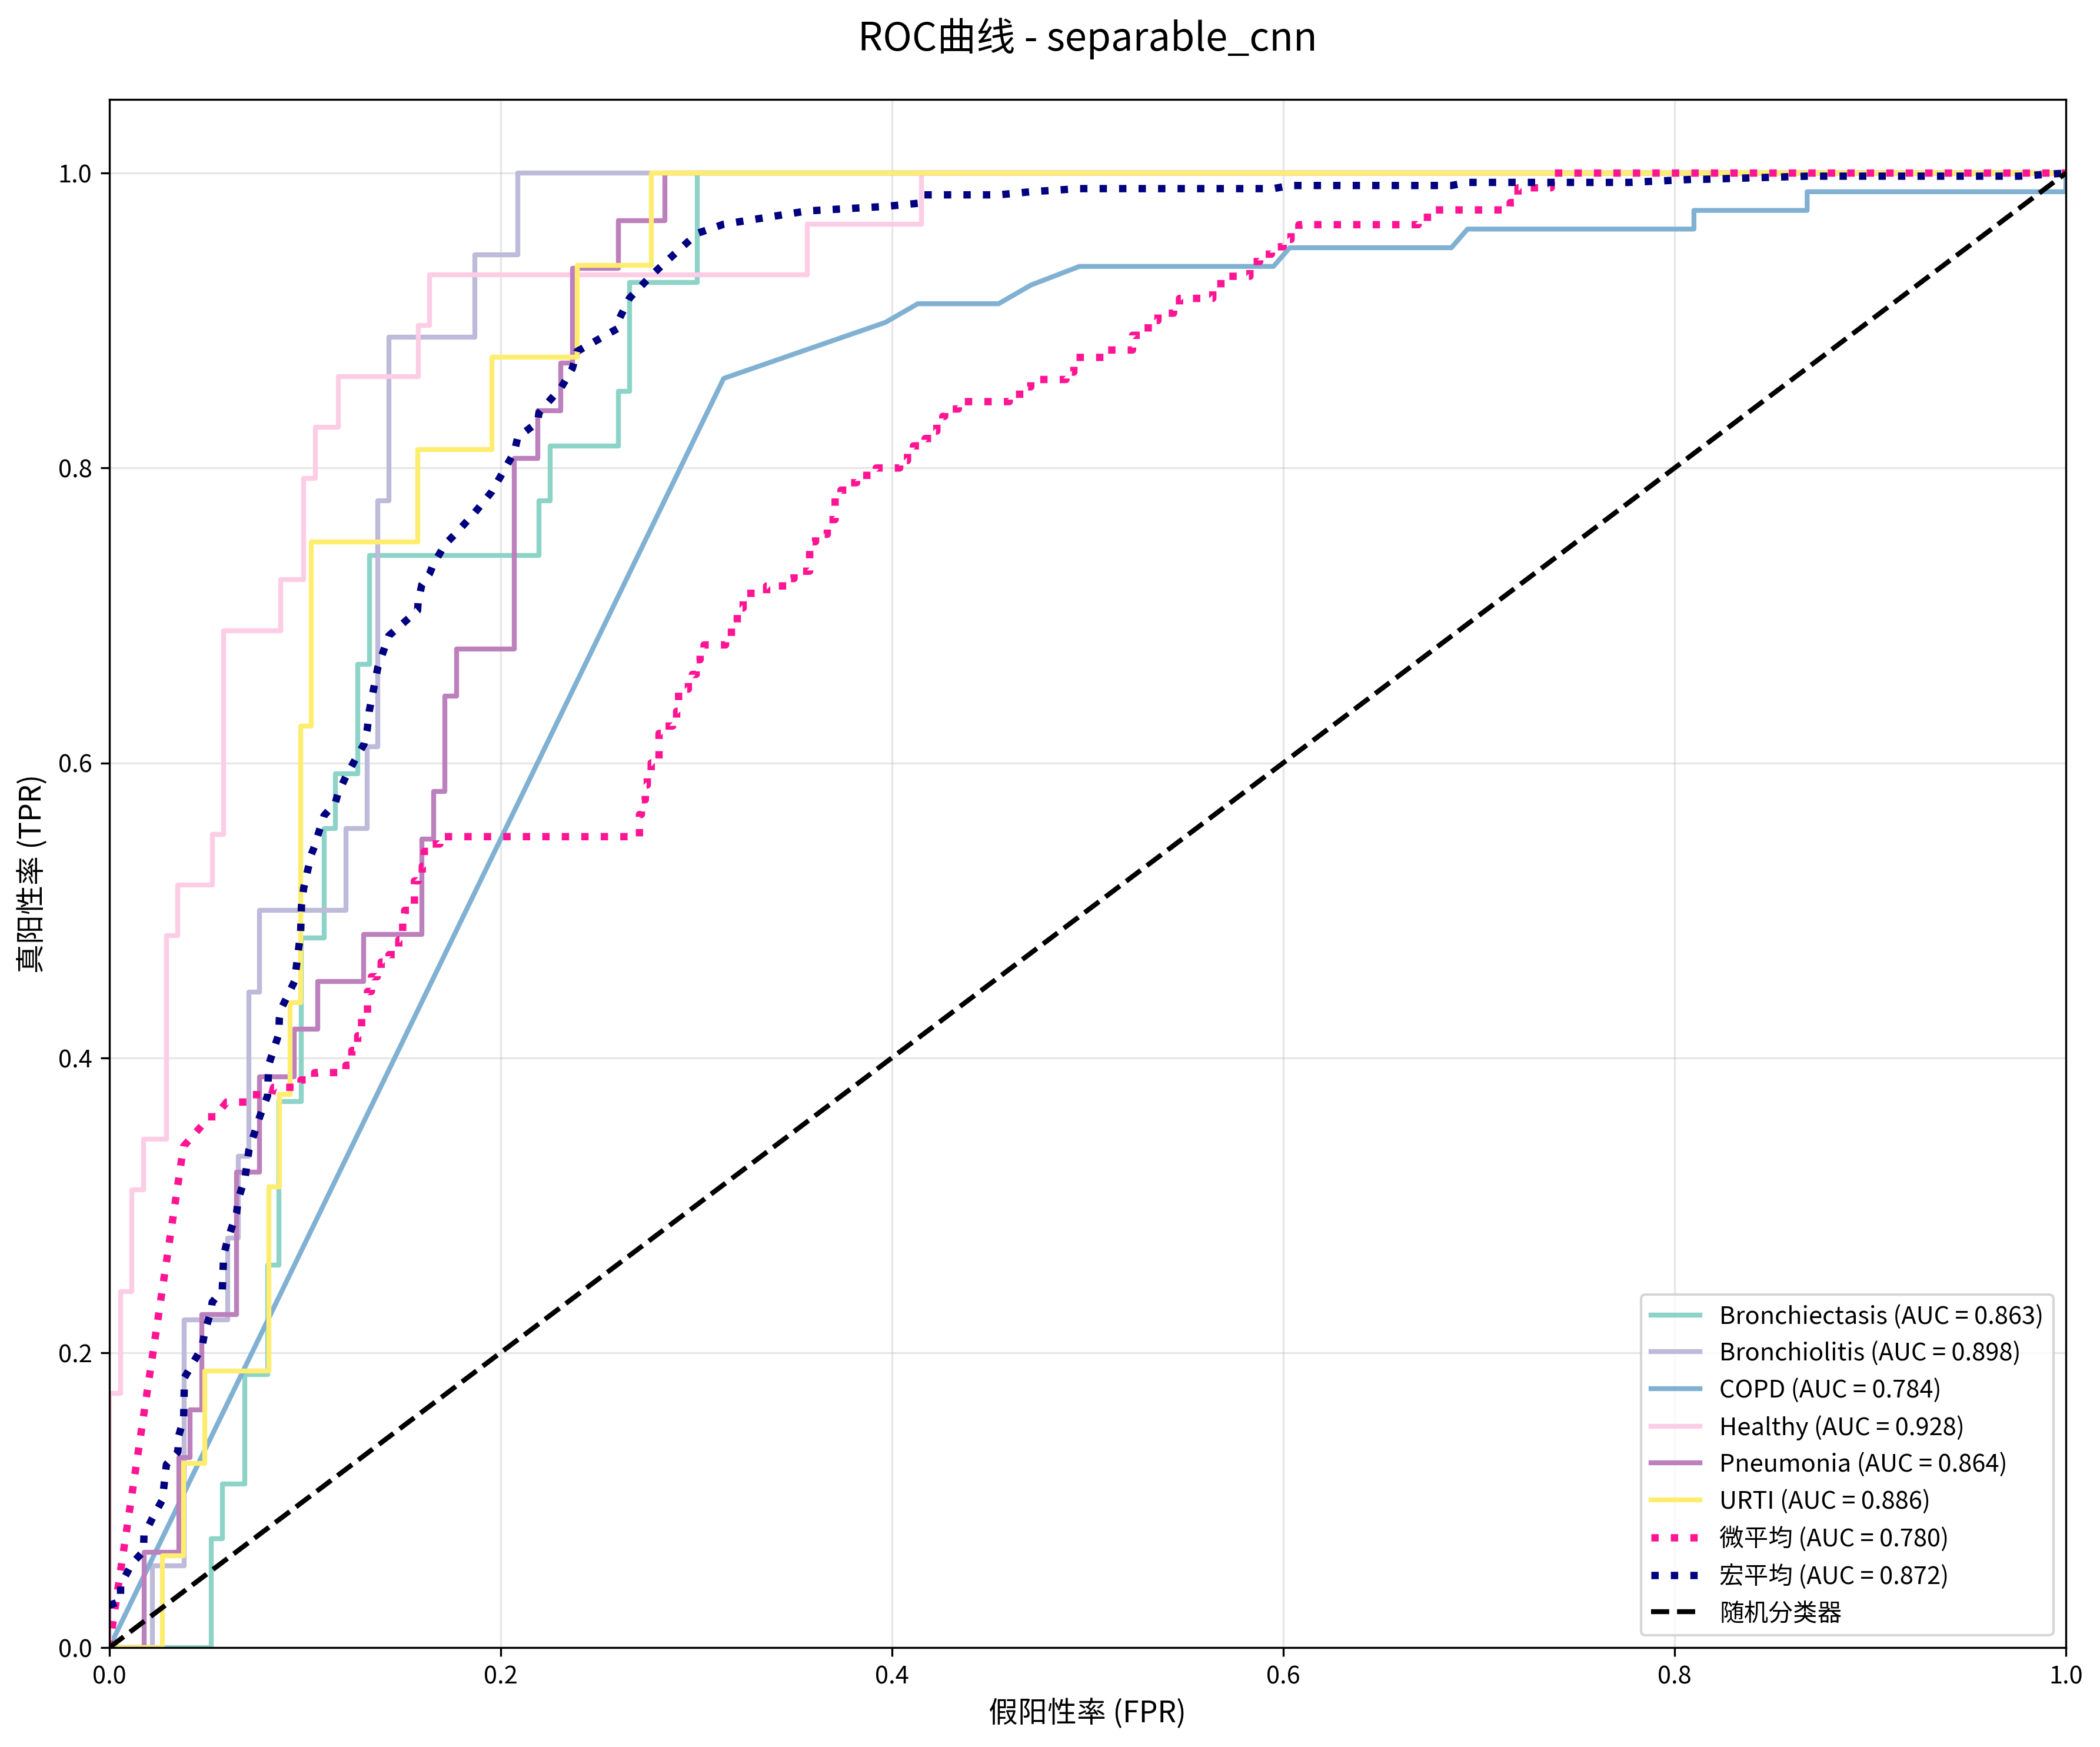 ROC曲线 - separable_cnn
真阳性率 (TPR)
1.0
0.8
0.6
0.4
0.2
0.0
0.0 0.2 0.4 0.6 0.8 1.0
假阳性率 (FPR)
Bronchiectasis (AUC = 0.863)
Bronchiolitis (AUC = 0.898)
COPD (AUC = 0.784)
Healthy (AUC = 0.928)
Pneumonia (AUC = 0.864)
URTI (AUC = 0.886)
微平均 (AUC = 0.780)
宏平均 (AUC = 0.872)
随机分类器